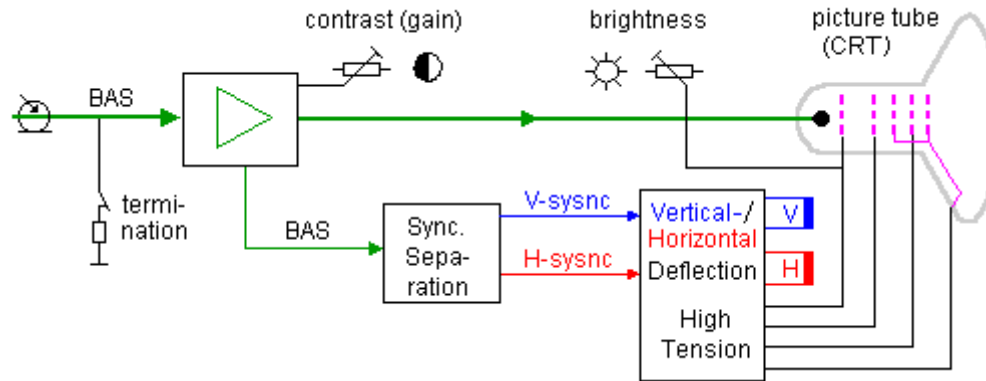 contrast (gain)
brightness
picture tube
(CRT)
BAS
termi-
nation
BAS
Sync.
Sepa-
ration
V-sysnc
H-sysnc
Vertical-/
Horizontal
Deflection
High
Tension
V
H